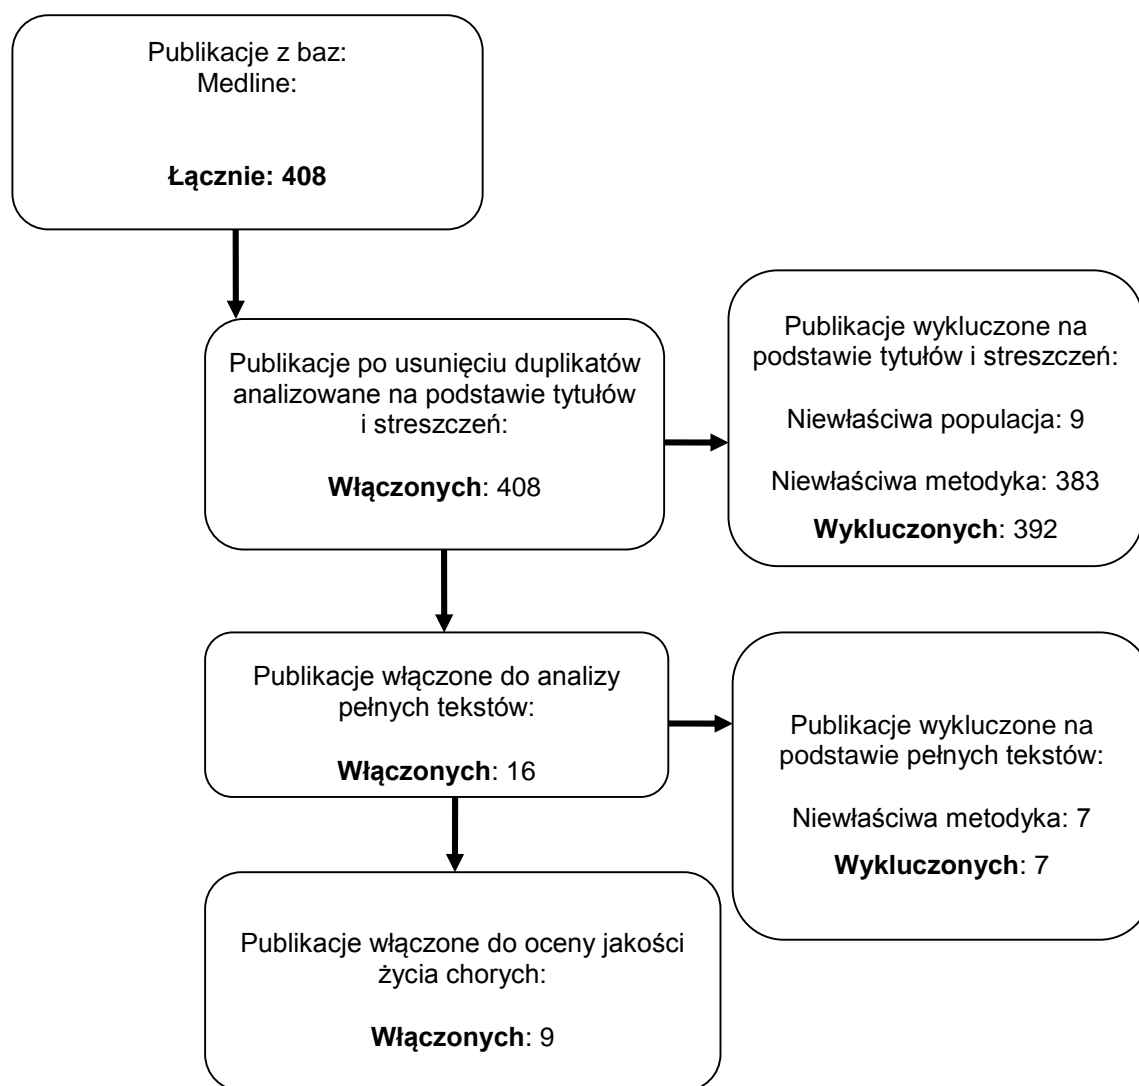 Publikacje z baz:
Medline:
Łącznie: 408
Publikacje po usunięciu duplikatów
analizowane na podstawie tytułów
i streszczeń:
Włączonych: 408
Publikacje wykluczone na
podstawie tytułów i streszczeń:
Niewłaściwa populacja: 9
Niewłaściwa metodyka: 383
Wykluczonych: 392
Publikacje włączone do analizy
pełnych tekstów:
Włączonych: 16
Publikacje wykluczone na
podstawie pełnych tekstów:
Niewłaściwa metodyka: 7
Wykluczonych: 7
Publikacje włączone do oceny jakości
życia chorych:
Włączonych: 9